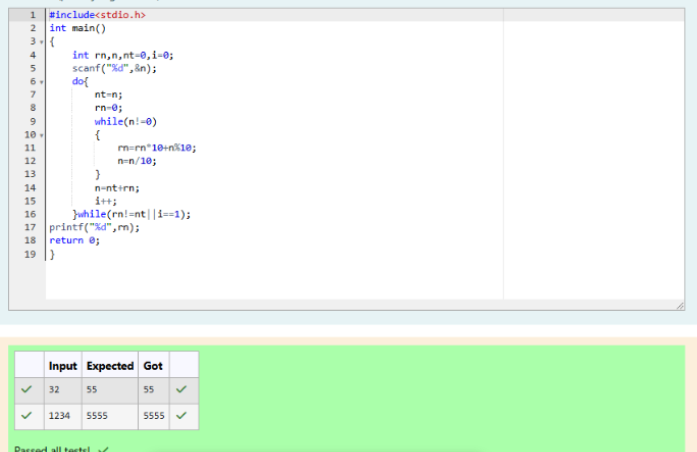 1 #include<stdio.h>
2 int main()
3 {
4 int rn,n,nt=0,i=0;
5 scanf("%d",&n);
6 do{
7 nt=n;
8 rn=0;
9 while(n!=0)
10 {
11 rn=rn*10+n%10;
12 n=n/10;
13 }
14 n=nt+rn;
15 i++;
16 }while(rn!=nt||i==1);
17 printf("%d",rn);
18 return 0;
19 }
Input Expected Got
32 55 55
1234 5555 5555
Passed all tests!